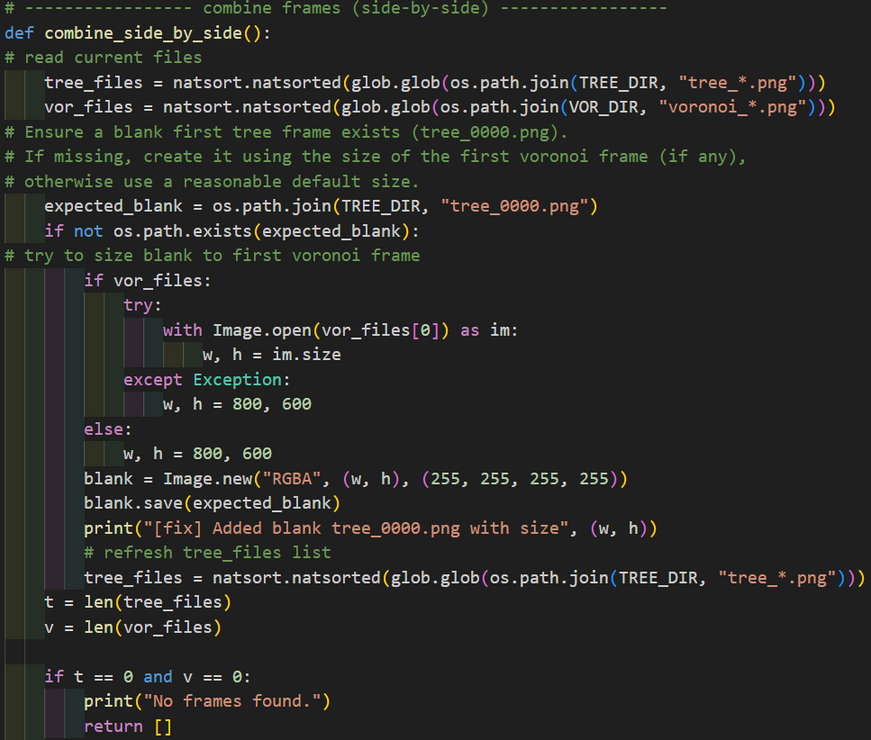 # ----------------- combine frames (side-by-side) -----------------
def combine_side_by_side():
# read current files
    tree_files = natsort.natsorted(glob.glob(os.path.join(TREE_DIR, "tree_*.png")))
    vor_files = natsort.natsorted(glob.glob(os.path.join(VOR_DIR, "voronoi_*.png")))
# Ensure a blank first tree frame exists (tree_0000.png).
# If missing, create it using the size of the first voronoi frame (if any),
# otherwise use a reasonable default size.
    expected_blank = os.path.join(TREE_DIR, "tree_0000.png")
    if not os.path.exists(expected_blank):
# try to size blank to first voronoi frame
        if vor_files:
            try:
                with Image.open(vor_files[0]) as im:
                    w, h = im.size
            except Exception:
                w, h = 800, 600
        else:
            w, h = 800, 600
        blank = Image.new("RGBA", (w, h), (255, 255, 255, 255))
        blank.save(expected_blank)
        print("[fix] Added blank tree_0000.png with size", (w, h))
        # refresh tree_files list
        tree_files = natsort.natsorted(glob.glob(os.path.join(TREE_DIR, "tree_*.png")))
    t = len(tree_files)
    v = len(vor_files)

    if t == 0 and v == 0:
        print("No frames found.")
        return []